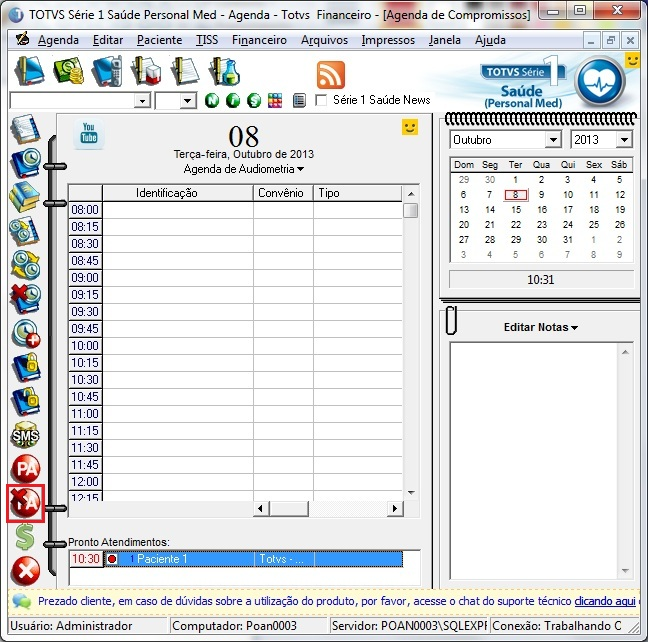 TOTVS Série 1 Saúde Personal Med - Agenda - Totvs Financeiro - [Agenda de Compromissos]
Agenda Editar Paciente TISS Financeiro Arquivos Impressos Janela Ajuda
TOTVS Série 1
Saúde
(Personal Med)
N F S Série 1 Saúde News
You Tube
08
Terça-feira, Outubro de 2013
Agenda de Audiometria
Identificação Convênio Tipo
08:00
08:15
08:30
08:45
09:00
09:15
09:30
09:45
10:00
10:15
10:30
10:45
11:00
11:15
11:30
11:45
12:00
12:15
SMS
PA
Pronto Atendimentos:
10:30 1 Paciente 1 Totvs - ...
Outubro 2013
Dom Seg Ter Qua Qui Sex Sáb
29 30 1 2 3 4 5
6 7 8 9 10 11 12
13 14 15 16 17 18 19
20 21 22 23 24 25 26
27 28 29 30 31 1 2
3 4 5 6 7 8 9
10:31
Editar Notas
Prezado cliente, em caso de dúvidas sobre a utilização do produto, por favor, acesse o chat do suporte técnico clicando aqui
Usuário: Administrador Computador: Poan0003 Servidor: POAN0003\SQLEXPF Conexão: Trabalhando C